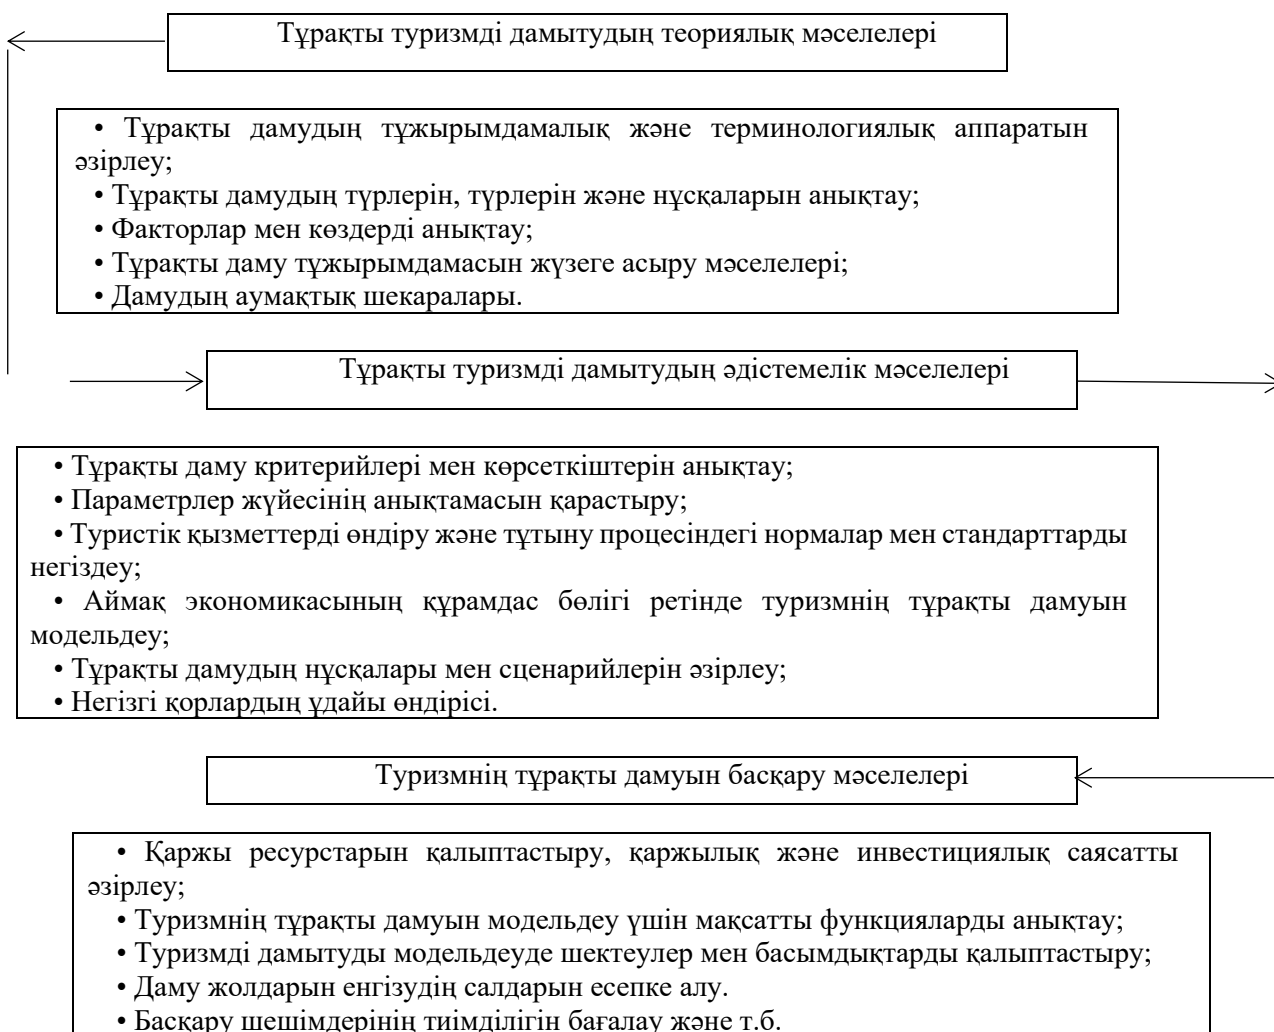 Тұрақты туризмді дамытудың теориялық мәселелері
• Тұрақты дамудың тұжырымдамалық және терминологиялық аппаратын
әзірлеу;
• Тұрақты дамудың түрлерін, түрлерін және нұсқаларын анықтау;
• Факторлар мен көздерді анықтау;
• Тұрақты даму тұжырымдамасын жүзеге асыру мәселелері;
• Дамудың аумақтық шекаралары.
Тұрақты туризмді дамытудың әдістемелік мәселелері
• Тұрақты даму критерийлері мен көрсеткіштерін анықтау;
• Параметрлер жүйесінің анықтамасын қарастыру;
• Туристік қызметтерді өндіру және тұтыну процесіндегі нормалар мен стандарттарды
негіздеу;
• Аймақ экономикасының құрамдас бөлігі ретінде туризмнің тұрақты дамуын
модельдеу;
• Тұрақты дамудың нұсқалары мен сценарийлерін әзірлеу;
• Негізгі қорлардың ұдайы өндірісі.
Туризмнің тұрақты дамуын басқару мәселелері
• Қаржы ресурстарын қалыптастыру, қаржылық және инвестициялық саясатты
әзірлеу;
• Туризмнің тұрақты дамуын модельдеу үшін мақсатты функцияларды анықтау;
• Туризмді дамытуды модельдеуде шектеулер мен басымдықтарды қалыптастыру;
• Даму жолдарын енгізудің салдарын есепке алу.
• Басқару шешімдерінің тиімділігін бағалау және т.б.